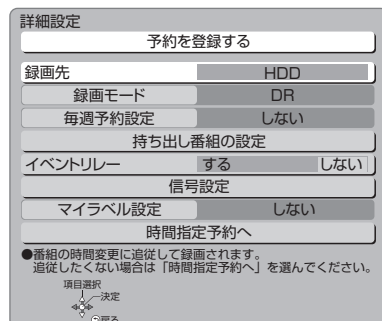 詳細設定
予約を登録する
録画先 HDD
録画モード DR
毎週予約設定 しない
持ち出し番組の設定
イベントリレー する しない
信号設定
マイラベル設定 しない
時間指定予約へ
●番組の時間変更に追従して録画されます。
追従したくない場合は「時間指定予約へ」を選んでください。
項目選択
決定
戻る